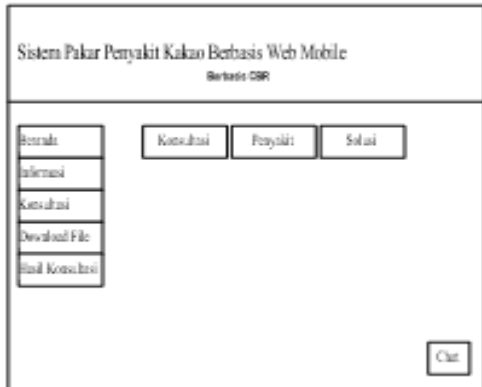 Sistem Pakar Penyakit Kakao Berbasis Web Mobile
Berbasis CBR
Beranda
Konsultasi Penyakit Solusi
Informasi
Konsultasi
Download File
Hasil Konsultasi
Chat